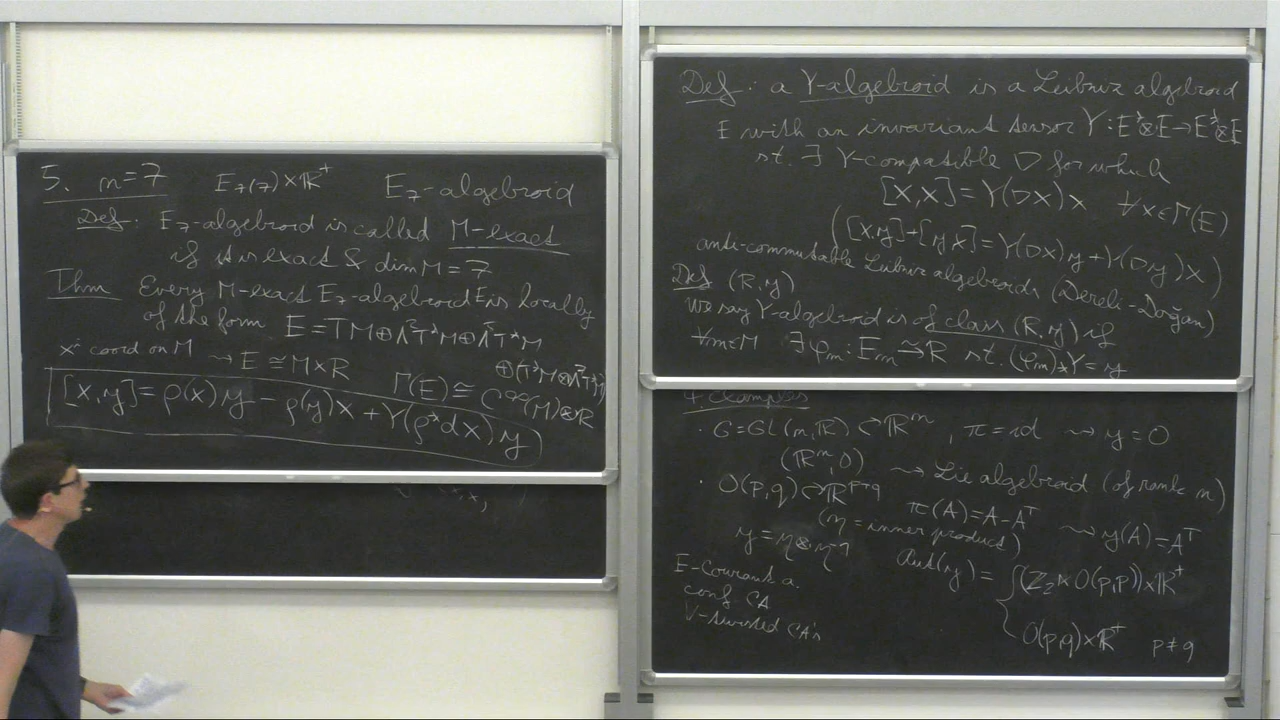 5. n=7 E₇₍₇₎×ℝ⁺ E₇-algebroid
Def: E₇-algebroid is called M-exact
if it is exact & dim M = 7
Thm Every M-exact E₇-algebroid E is locally
of the form E = TM⊕Λ²T*M⊕Λ⁵T*M
⊕(T*M⊗Λ⁷T*M)
xⁱ coord on M ⇝ E ≅ M×R Γ(E) ≅ C^∞(M)⊗R
[x,y] = ρ(x)y − ρ(y)x + Y(ρ*dx)y
Def: a Y-algebroid is a Leibniz algebroid
E with an invariant tensor Y: E*⊗E→E*⊗E
st. ∃ Y-compatible ∇ for which
[x,x] = Y(∇x)x ∀x∈Γ(E)
([x,y]+[y,x] = Y(∇x)y + Y(∇y)x)
anti-commutable Leibniz algebroids (Dereli-Doğan)
Def (R,y)
We say Y-algebroid is of class (R,y) if
∀m∈M ∃φₘ: Eₘ ≅ R st. (φₘ)∗Y = y
4 Examples
· G = GL(n,ℝ) ↻ ℝⁿ, π = id ⇝ y = 0
(ℝⁿ,0) ⇝ Lie algebroid (of rank n)
· O(p,q) ↻ ℝ^{p+q} π(A) = A−Aᵀ ⇝ y(A) = Aᵀ
(η = inner product)
y = η⊗η⁻¹ Aut(y) = { (ℤ₂⋉O(p,p))×ℝ⁺
O(p,q)×ℝ⁺ p≠q
E-Courant a.
conf CA
V-twisted CA's